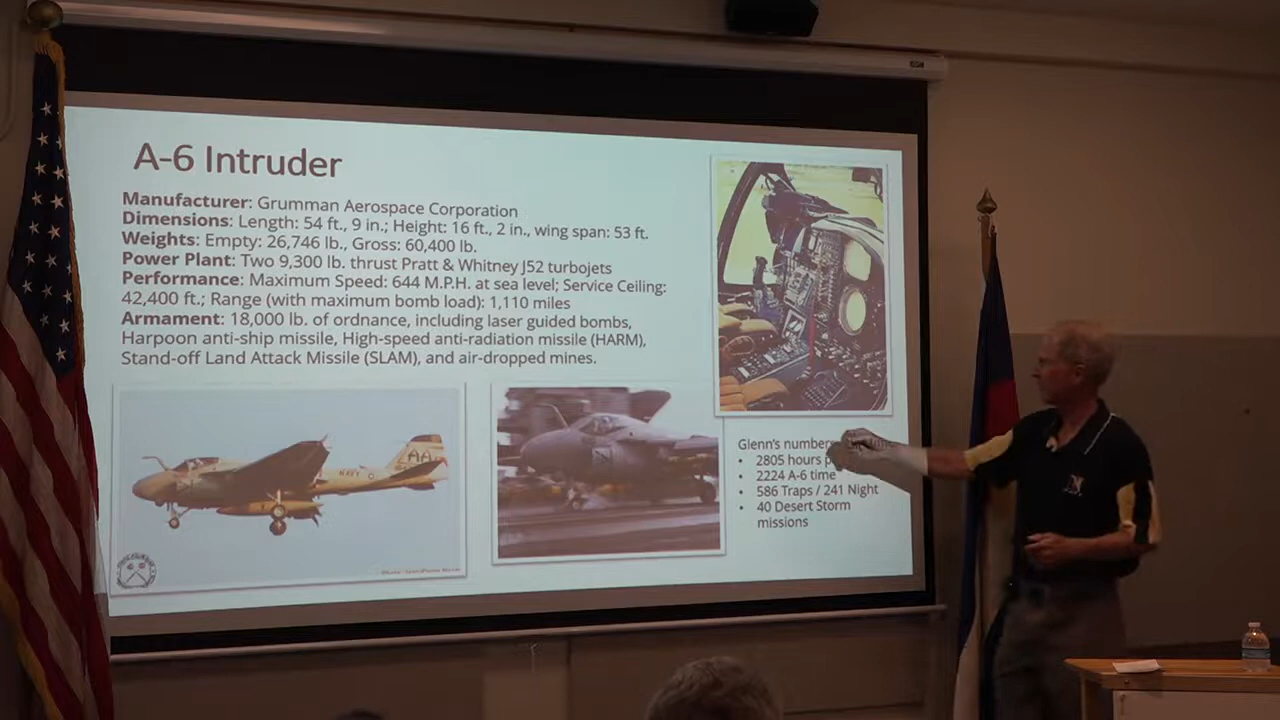 A-6 Intruder
Manufacturer: Grumman Aerospace Corporation
Dimensions: Length: 54 ft., 9 in.; Height: 16 ft., 2 in., wing span: 53 ft.
Weights: Empty: 26,746 lb., Gross: 60,400 lb.
Power Plant: Two 9,300 lb. thrust Pratt & Whitney J52 turbojets
Performance: Maximum Speed: 644 M.P.H. at sea level; Service Ceiling:
42,400 ft.; Range (with maximum bomb load): 1,110 miles
Armament: 18,000 lb. of ordnance, including laser guided bombs,
Harpoon anti-ship missile, High-speed anti-radiation missile (HARM),
Stand-off Land Attack Missile (SLAM), and air-dropped mines.
NAVY
AA
Glenn's numbers
• 2805 hours
• 2224 A-6 time
• 586 Traps / 241 Night
• 40 Desert Storm
missions